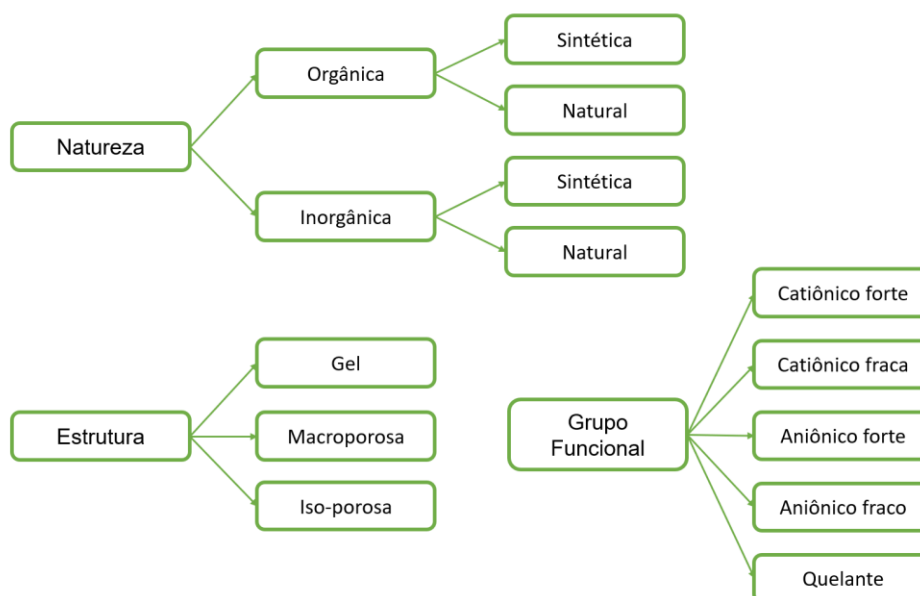 Natureza
Orgânica
Sintética
Natural
Inorgânica
Sintética
Natural
Estrutura
Gel
Macroporosa
Iso-porosa
Grupo
Funcional
Catiônico forte
Catiônico fraca
Aniônico forte
Aniônico fraco
Quelante